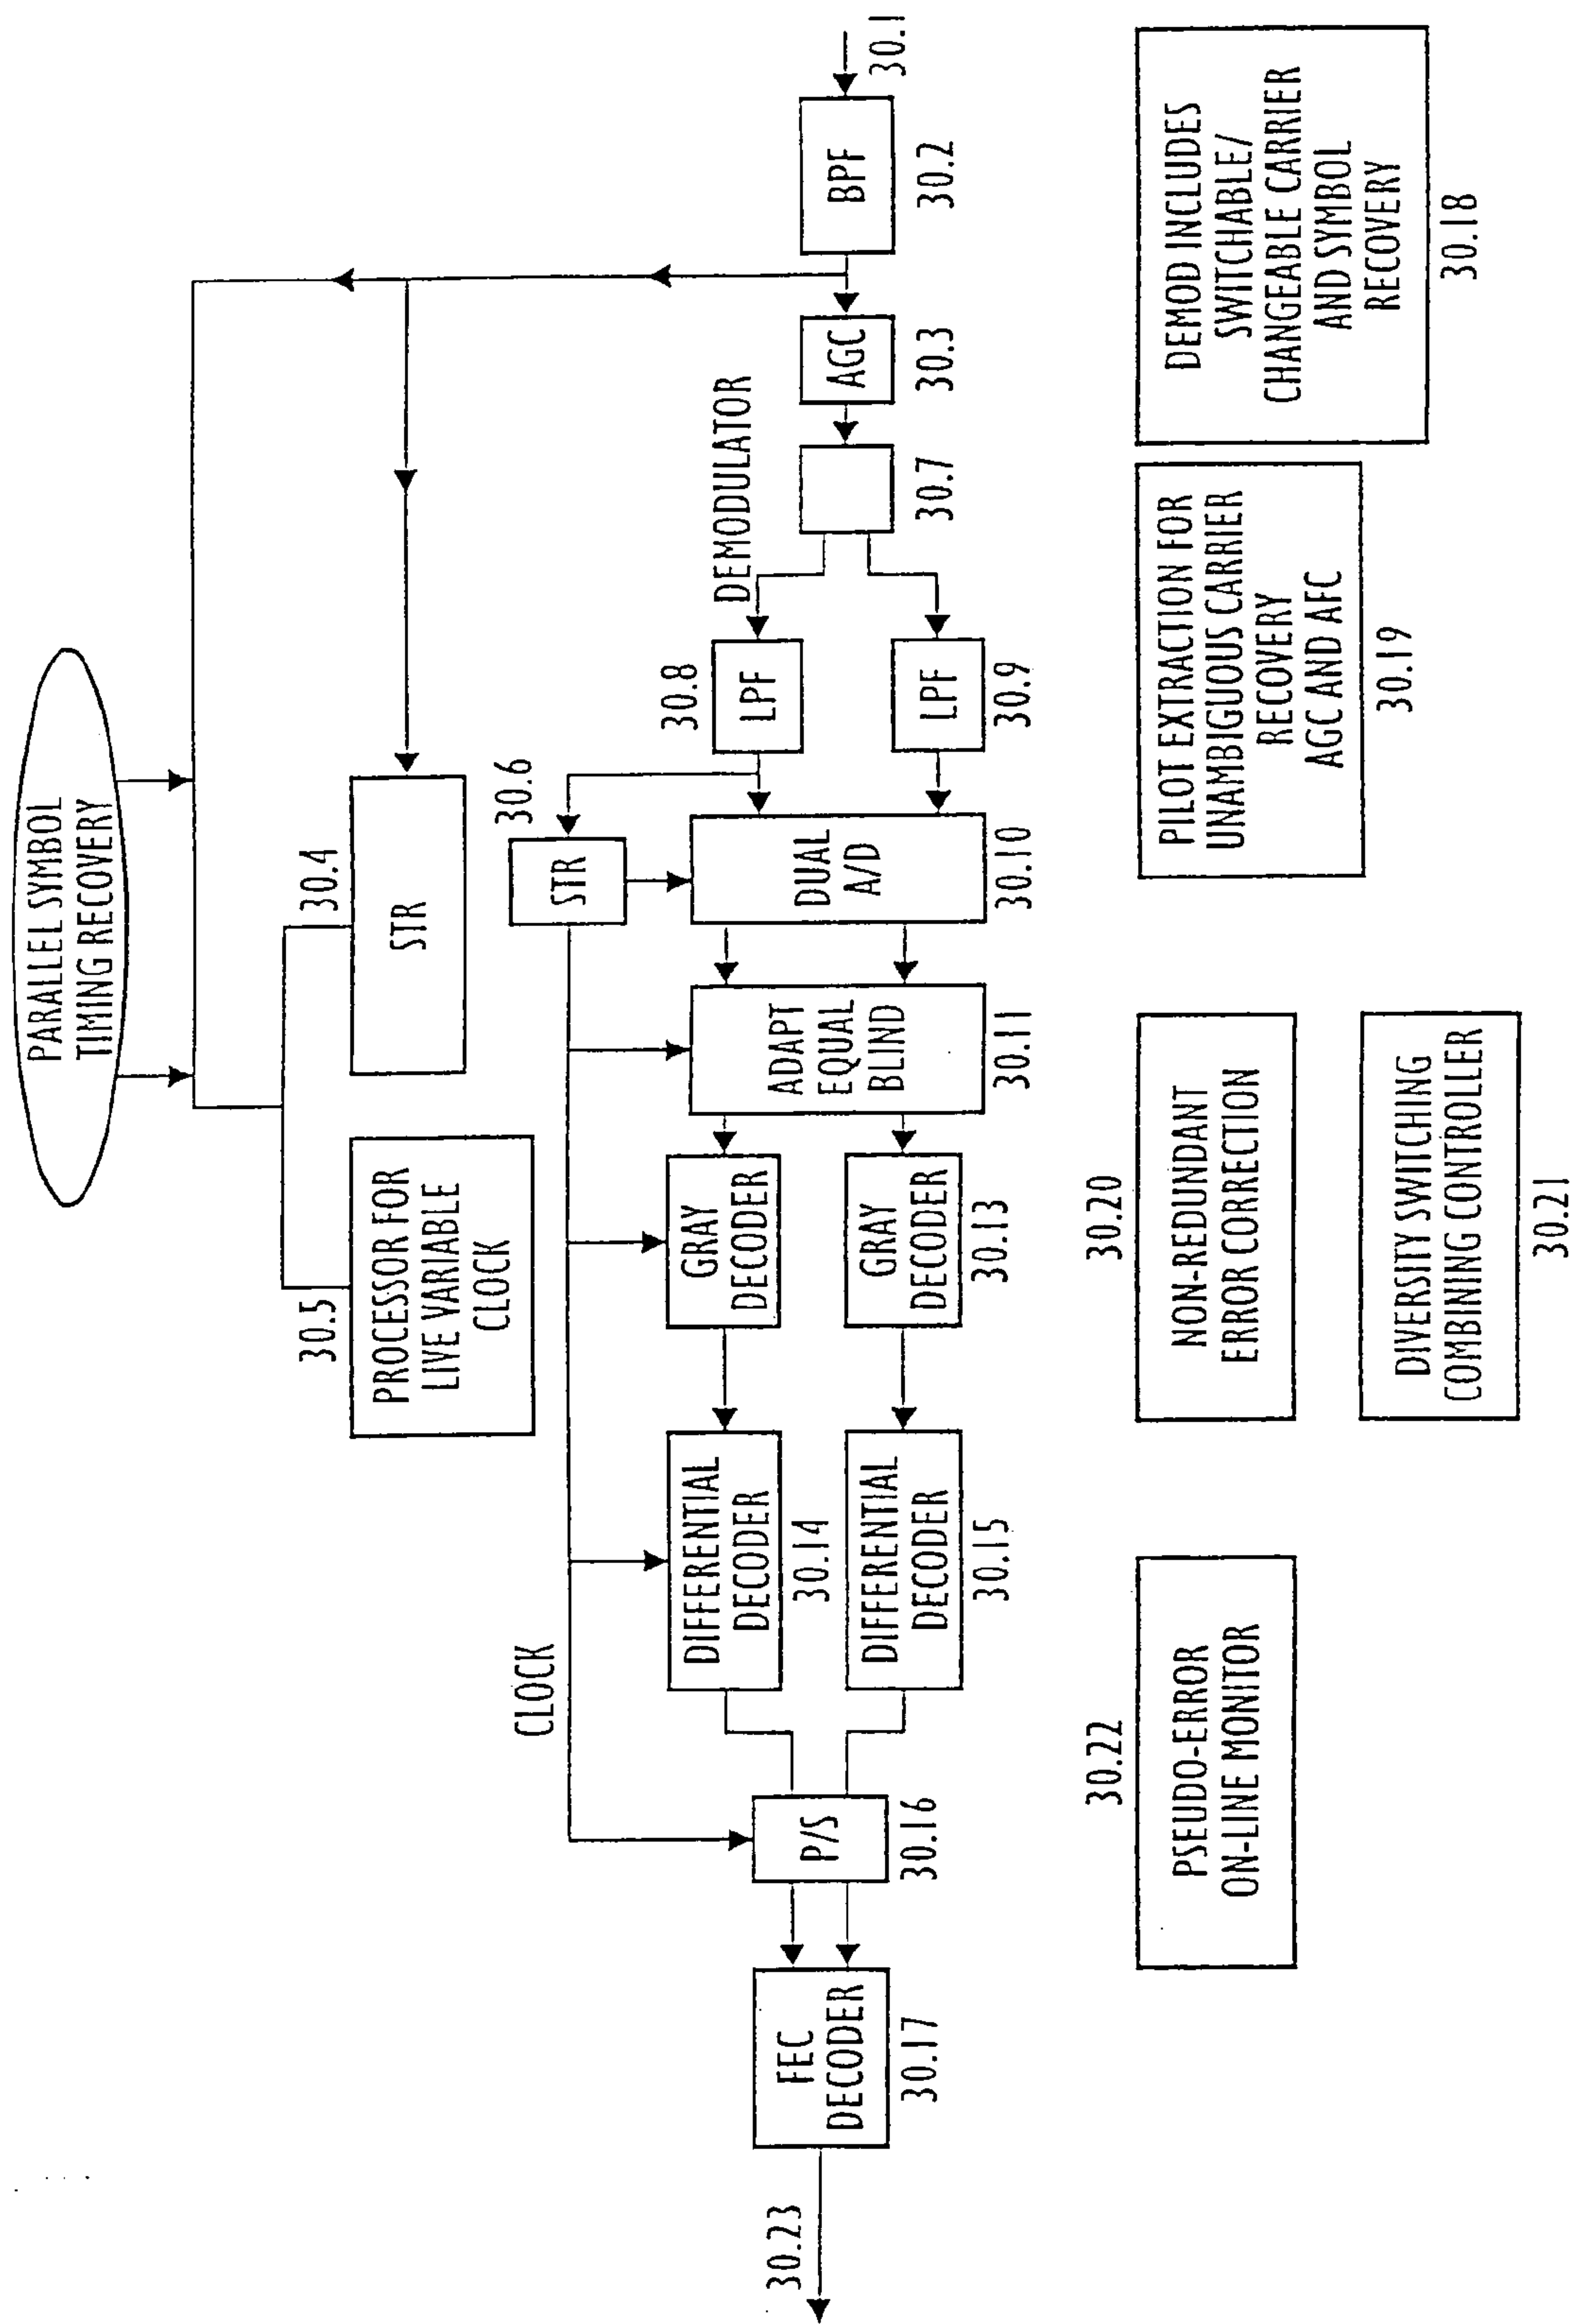 PARALLEL SYMBOL
TIMING RECOVERY
30.5
PROCESSOR FOR
LIVE VARIABLE
CLOCK
30.4
STR
CLOCK
30.6
STR
DEMODULATOR
30.1
BPF
30.2
AGC
30.3
30.7
30.8
LPF
LPF
30.9
DUAL
A/D
30.10
ADAPT
EQUAL
BLIND
30.11
GRAY
DECODER
GRAY
DECODER
30.13
DIFFERENTIAL
DECODER
30.14
DIFFERENTIAL
DECODER
30.15
P/S
30.16
FEC
DECODER
30.17
30.23
30.22
PSEUDO-ERROR
ON-LINE MONITOR
30.20
NON-REDUNDANT
ERROR CORRECTION
DIVERSITY SWITCHING
COMBINING CONTROLLER
30.21
PILOT EXTRACTION FOR
UNAMBIGUOUS CARRIER
RECOVERY
AGC AND AFC
30.19
DEMOD INCLUDES
SWITCHABLE/
CHANGEABLE CARRIER
AND SYMBOL
RECOVERY
30.18